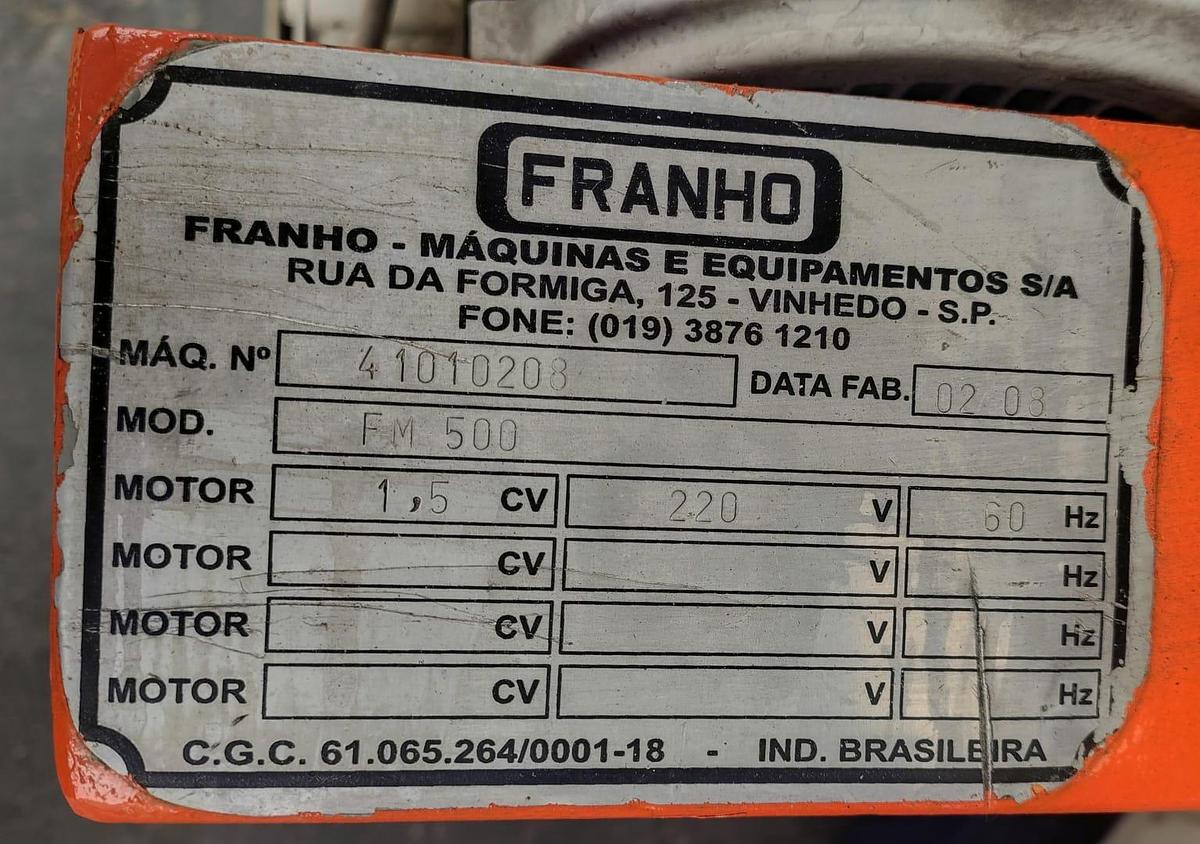 FRANHO
FRANHO - MÁQUINAS E EQUIPAMENTOS S/A
RUA DA FORMIGA, 125 - VINHEDO - S.P.
FONE: (019) 3876 1210
MÁQ. Nº 41010208 DATA FAB. 02 08
MOD. FM 500
MOTOR 1,5 CV 220 V 60 Hz
MOTOR CV V Hz
MOTOR CV V Hz
MOTOR CV V Hz
C.G.C. 61.065.264/0001-18 - IND. BRASILEIRA